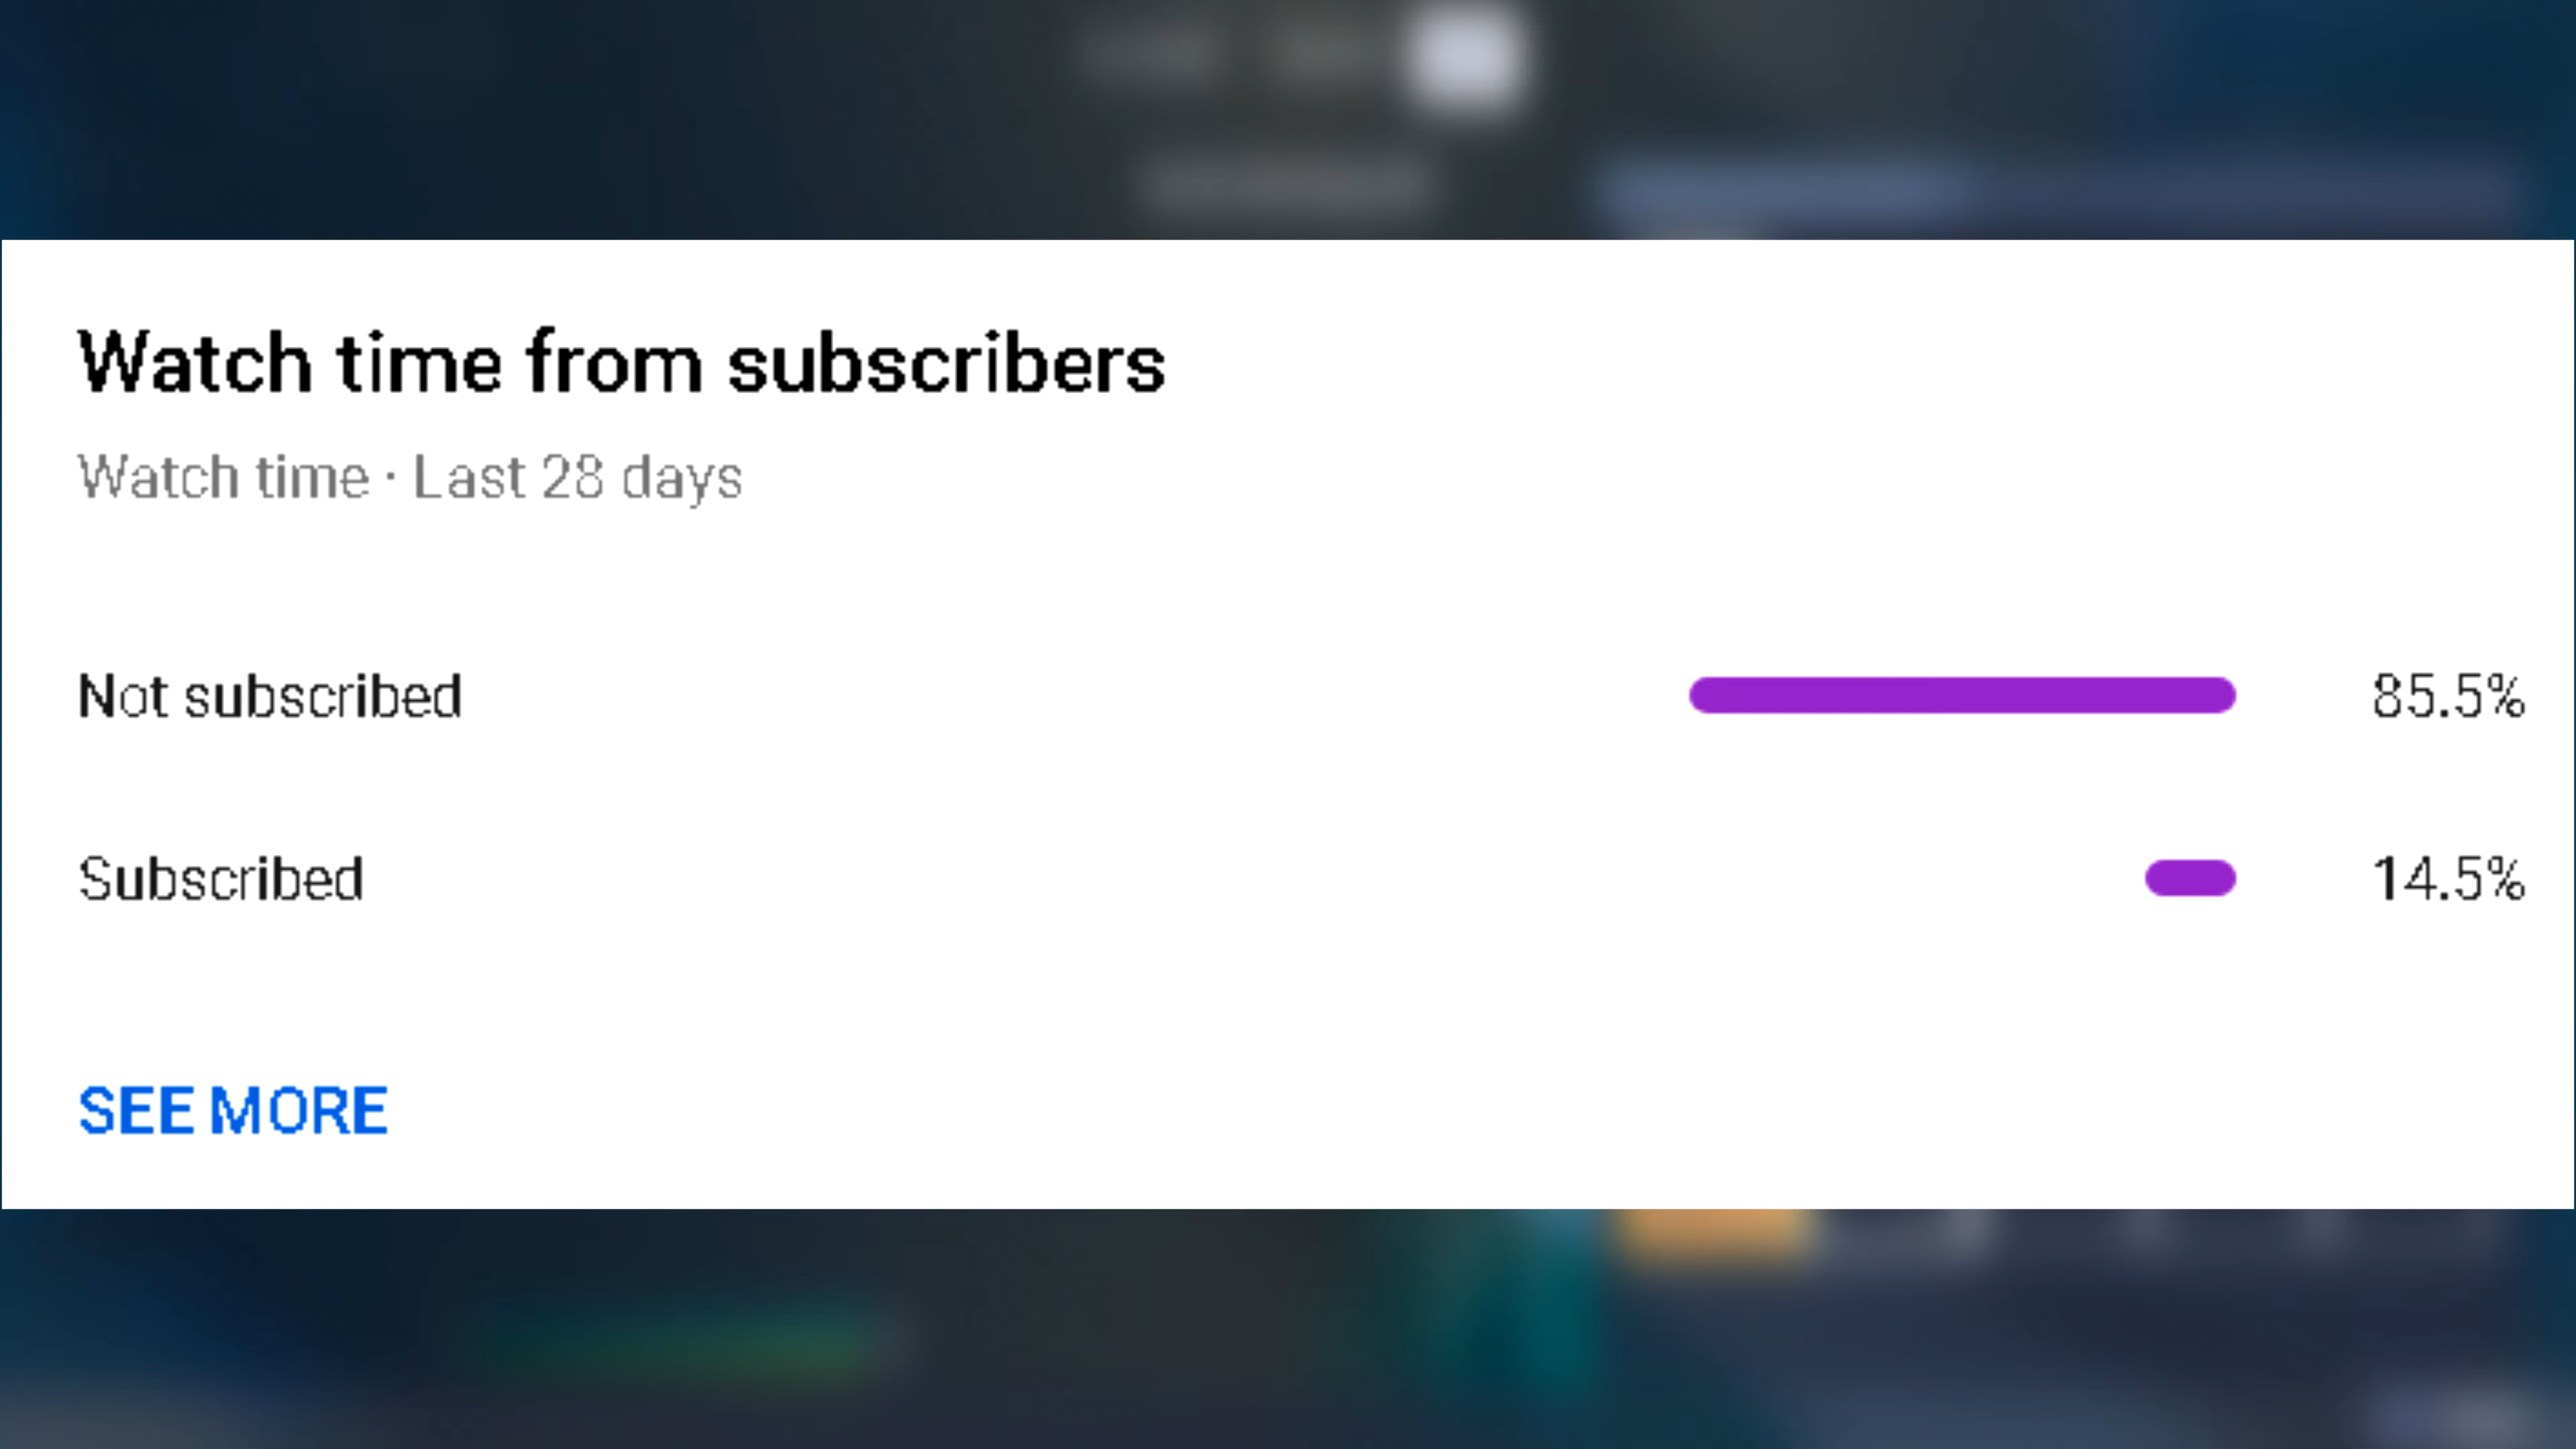 Watch time from subscribers
Watch time · Last 28 days
Not subscribed 85.5%
Subscribed 14.5%
SEE MORE